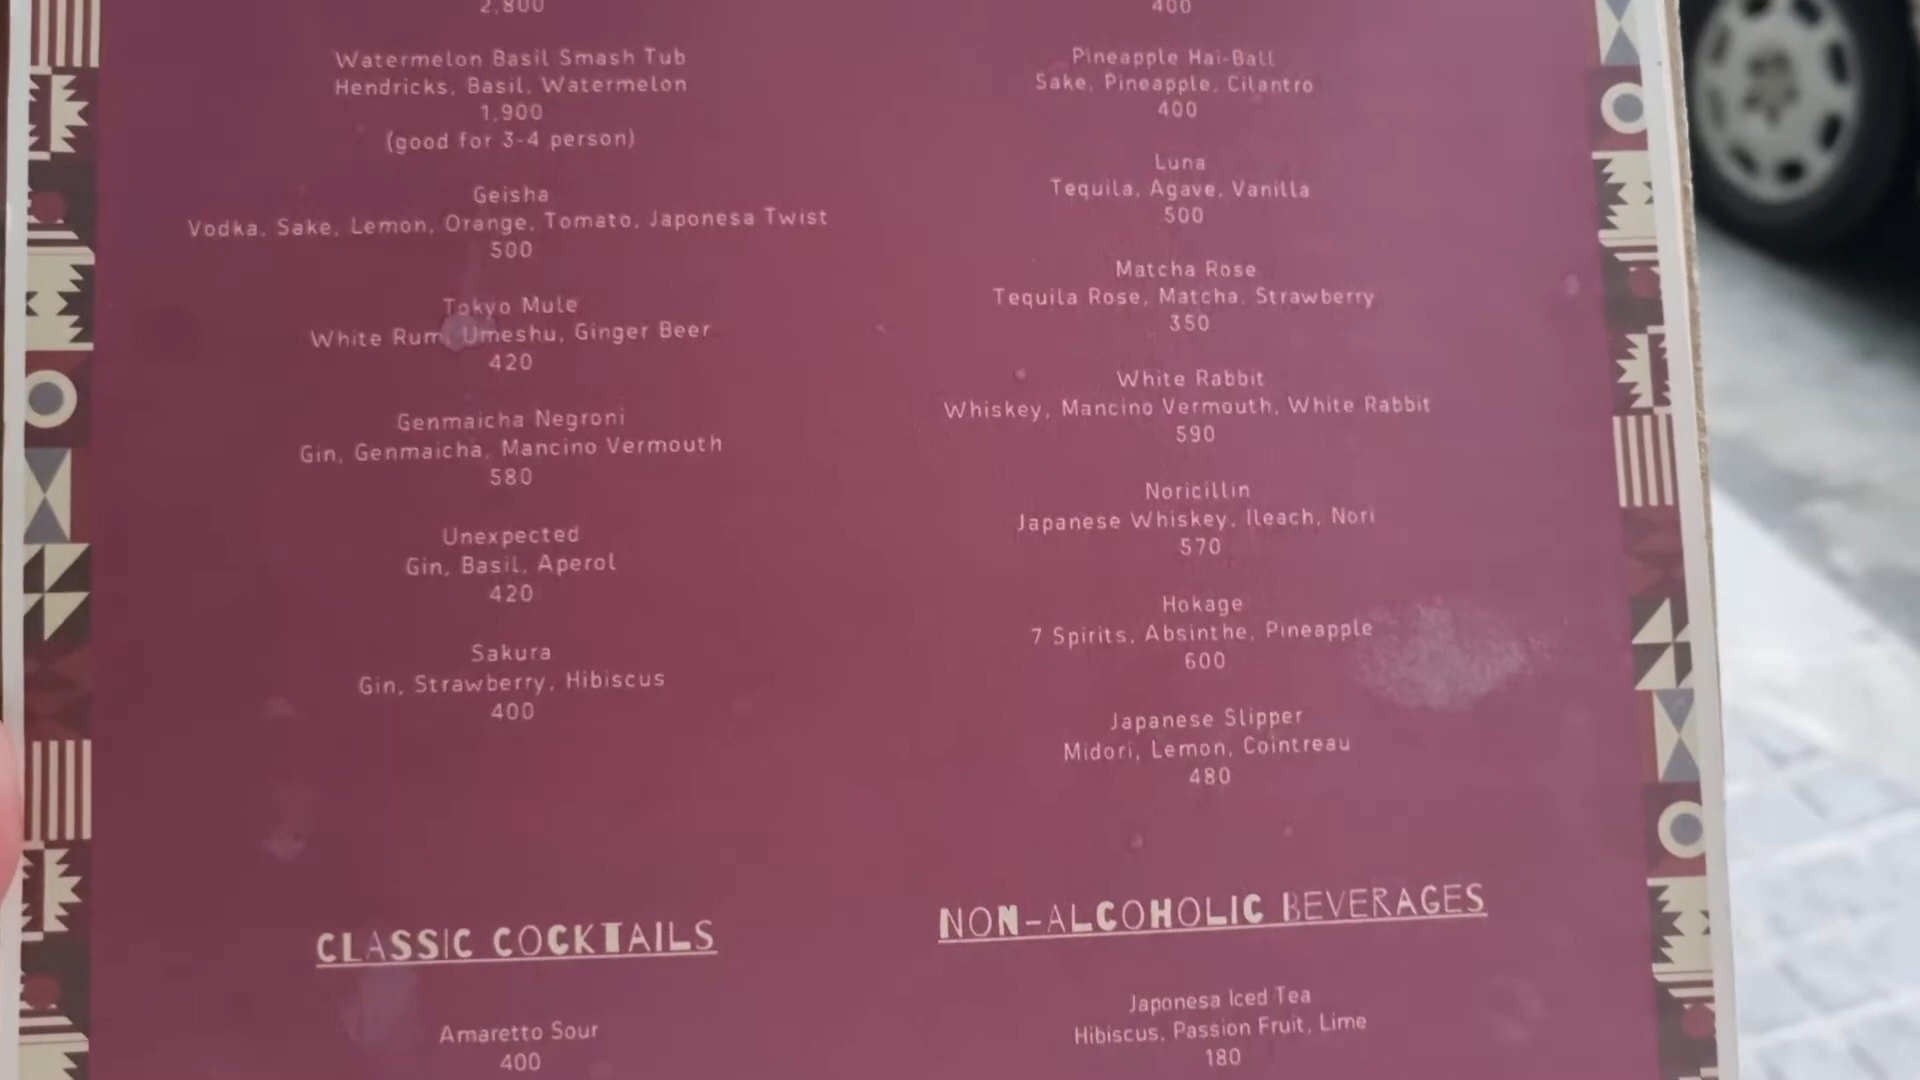 2,800
Watermelon Basil Smash Tub
Hendricks, Basil, Watermelon
1,900
(good for 3-4 person)
Geisha
Vodka, Sake, Lemon, Orange, Tomato, Japonesa Twist
500
Tokyo Mule
White Rum, Umeshu, Ginger Beer
420
Genmaicha Negroni
Gin, Genmaicha, Mancino Vermouth
580
Unexpected
Gin, Basil, Aperol
420
Sakura
Gin, Strawberry, Hibiscus
400
CLASSIC COCKTAILS
Amaretto Sour
400
400
Pineapple Hai-Ball
Sake, Pineapple, Cilantro
400
Luna
Tequila, Agave, Vanilla
500
Matcha Rose
Tequila Rose, Matcha, Strawberry
350
White Rabbit
Whiskey, Mancino Vermouth, White Rabbit
590
Noricillin
Japanese Whiskey, Ileach, Nori
570
Hokage
7 Spirits, Absinthe, Pineapple
600
Japanese Slipper
Midori, Lemon, Cointreau
480
NON-ALCOHOLIC BEVERAGES
Japonesa Iced Tea
Hibiscus, Passion Fruit, Lime
180